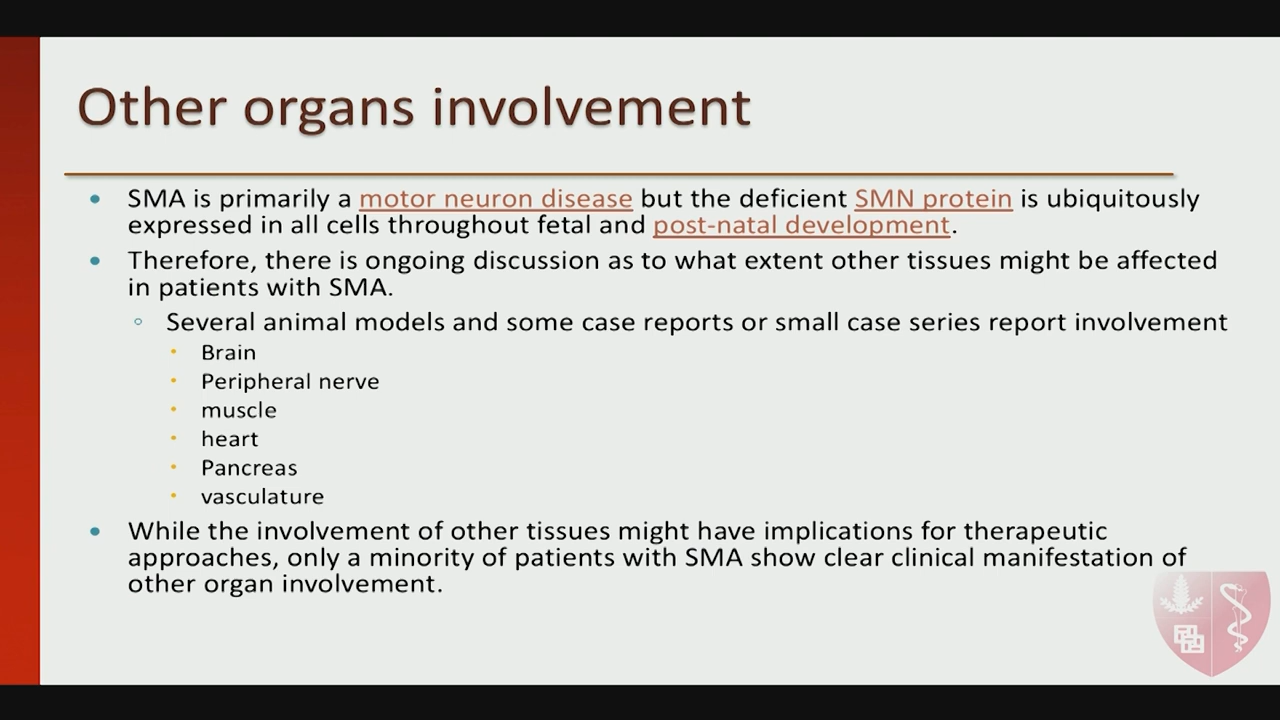 Other organs involvement
SMA is primarily a motor neuron disease but the deficient SMN protein is ubiquitously
expressed in all cells throughout fetal and post-natal development.
Therefore, there is ongoing discussion as to what extent other tissues might be affected
in patients with SMA.
Several animal models and some case reports or small case series report involvement
Brain
Peripheral nerve
muscle
heart
Pancreas
vasculature
While the involvement of other tissues might have implications for therapeutic
approaches, only a minority of patients with SMA show clear clinical manifestation of
other organ involvement.